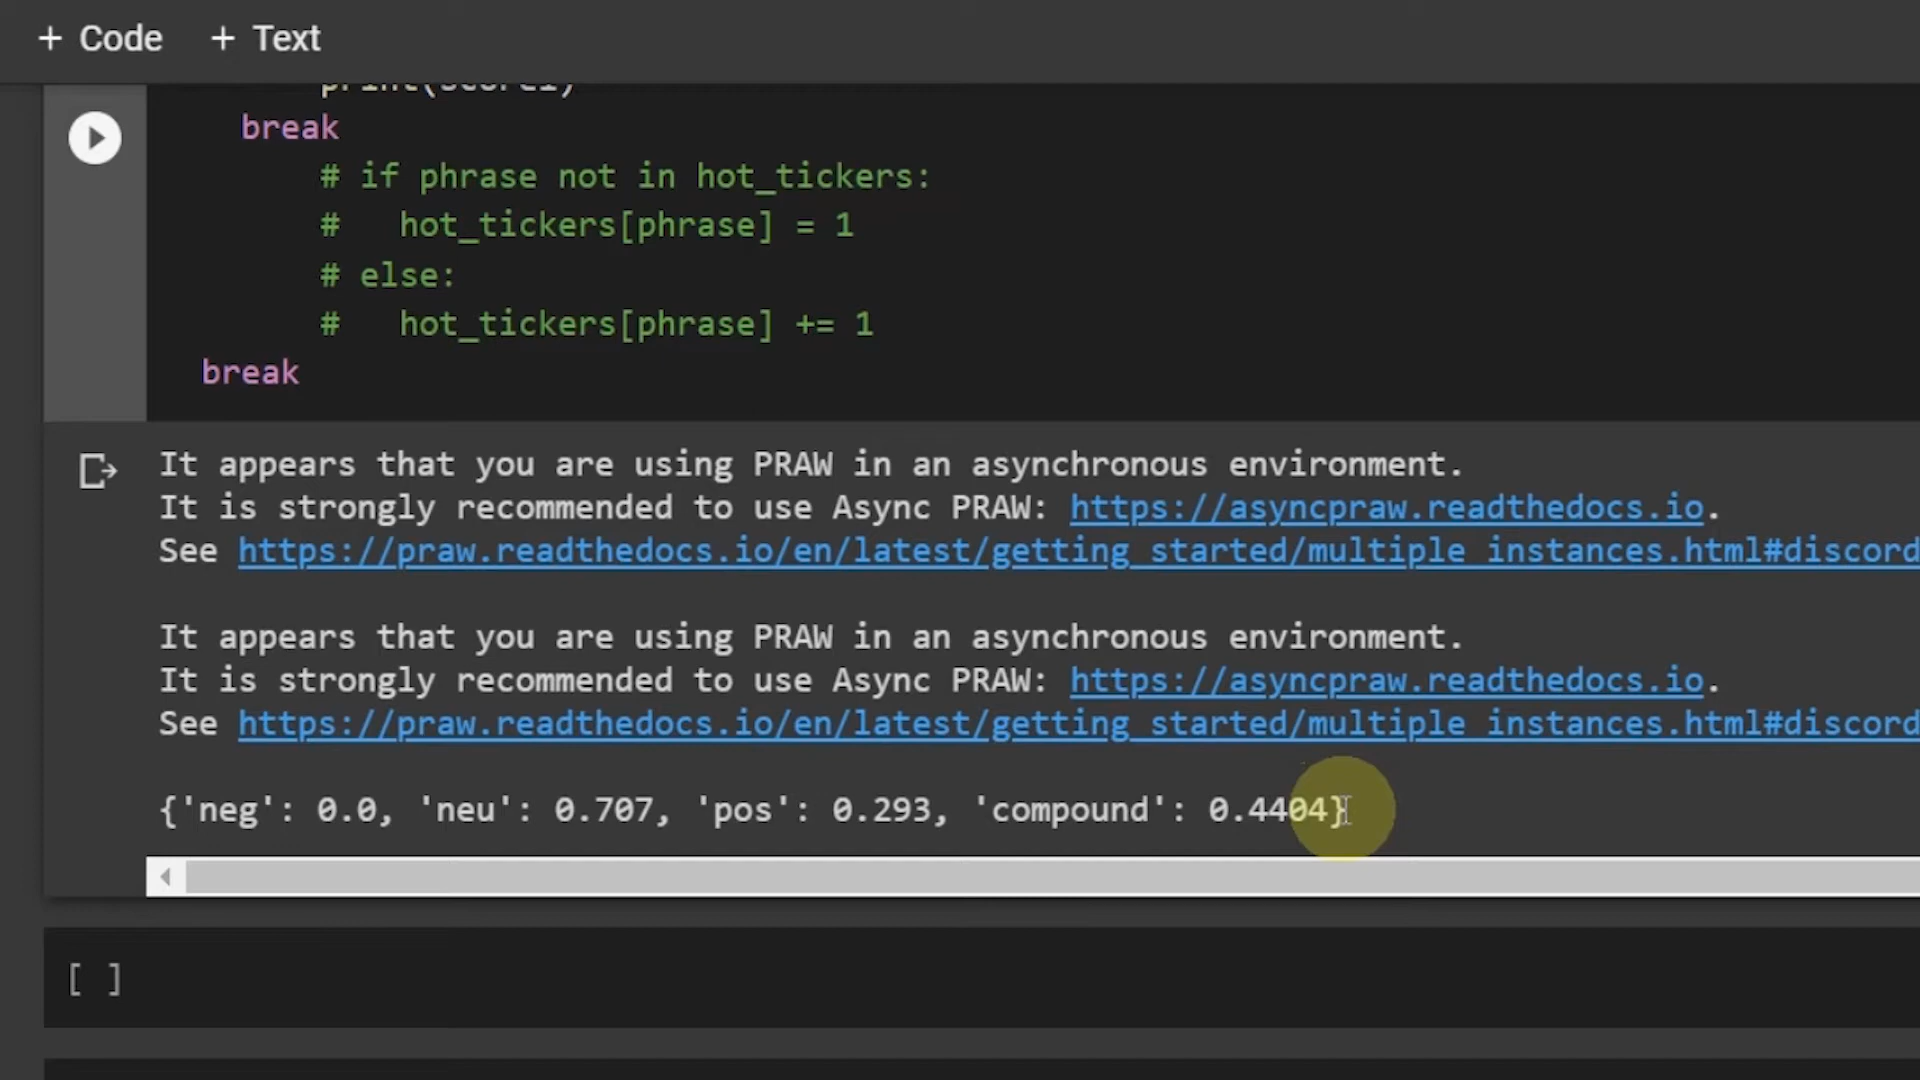 + Code + Text
print(score1)
break
# if phrase not in hot_tickers:
# hot_tickers[phrase] = 1
# else:
# hot_tickers[phrase] += 1
break
It appears that you are using PRAW in an asynchronous environment.
It is strongly recommended to use Async PRAW: https://asyncpraw.readthedocs.io.
See https://praw.readthedocs.io/en/latest/getting_started/multiple_instances.html#discord
It appears that you are using PRAW in an asynchronous environment.
It is strongly recommended to use Async PRAW: https://asyncpraw.readthedocs.io.
See https://praw.readthedocs.io/en/latest/getting_started/multiple_instances.html#discord
{'neg': 0.0, 'neu': 0.707, 'pos': 0.293, 'compound': 0.4404}
[ ]